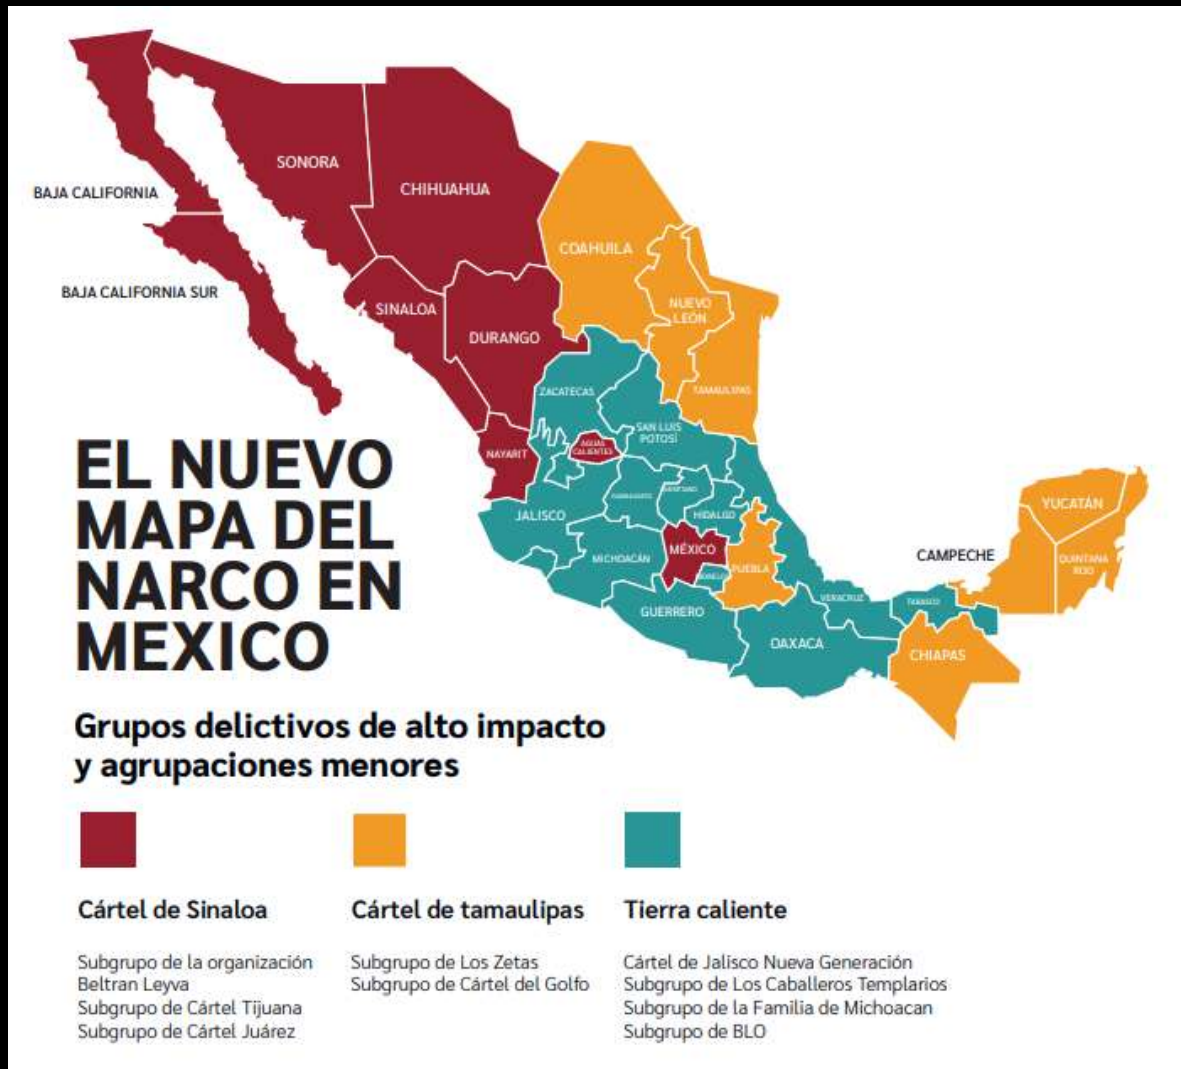 SONORA
CHIHUAHUA
BAJA CALIFORNIA
COAHUILA
BAJA CALIFORNIA SUR
SINALOA
NUEVO
LEÓN
DURANGO
ZACATECAS
TAMAULIPAS
SAN LUIS
POTOSÍ
NAYARIT
AGUAS
CALIENTES
EL NUEVO
MAPA DEL
NARCO EN
MEXICO
JALISCO
HIDALGO
YUCATÁN
MICHOACÁN
MÉXICO
PUEBLA
CAMPECHE
QUINTANA
ROO
GUERRERO
VERACRUZ
TABASCO
OAXACA
CHIAPAS
Grupos delictivos de alto impacto
y agrupaciones menores
Cártel de Sinaloa
Subgrupo de la organización
Beltran Leyva
Subgrupo de Cártel Tijuana
Subgrupo de Cártel Juárez
Cártel de tamaulipas
Subgrupo de Los Zetas
Subgrupo de Cártel del Golfo
Tierra caliente
Cártel de Jalisco Nueva Generación
Subgrupo de Los Caballeros Templarios
Subgrupo de la Familia de Michoacan
Subgrupo de BLO